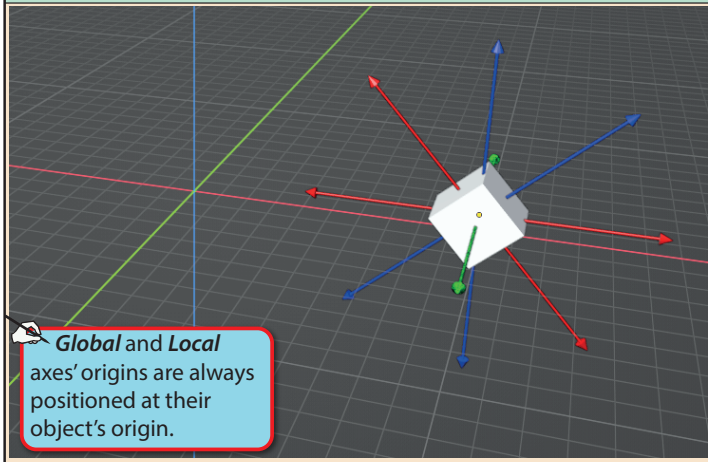 Global and Local
axes’ origins are always
positioned at their
object’s origin.